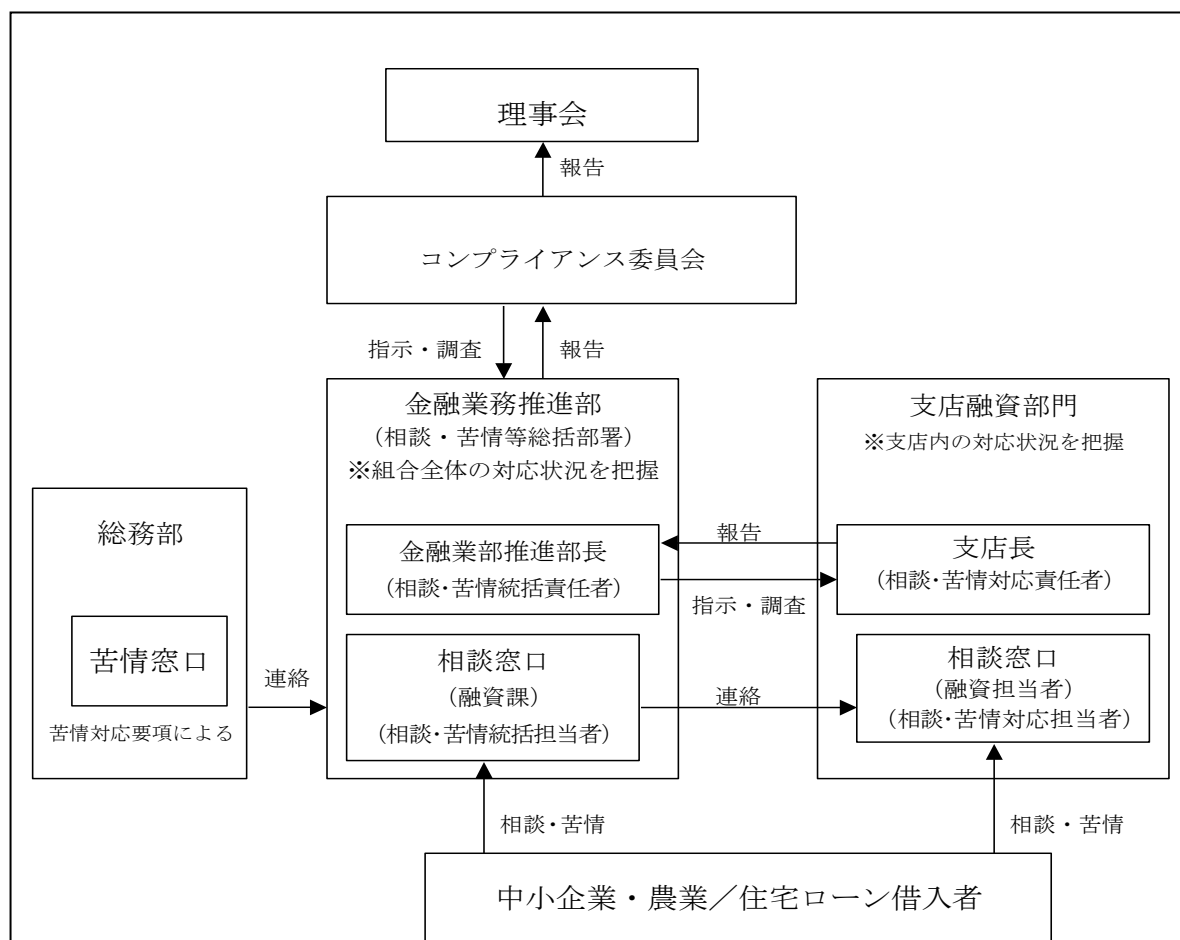 理事会
報告
コンプライアンス委員会
指示・調査
報告
金融業務推進部
（相談・苦情等総括部署）
※組合全体の対応状況を把握
支店融資部門
※支店内の対応状況を把握
総務部
苦情窓口
苦情対応要項による
金融業部推進部長
（相談・苦情統括責任者）
報告
指示・調査
支店長
（相談・苦情対応責任者）
連絡
相談窓口
（融資課）
（相談・苦情統括担当者）
連絡
相談窓口
（融資担当者）
（相談・苦情対応担当者）
相談・苦情
相談・苦情
中小企業・農業／住宅ローン借入者